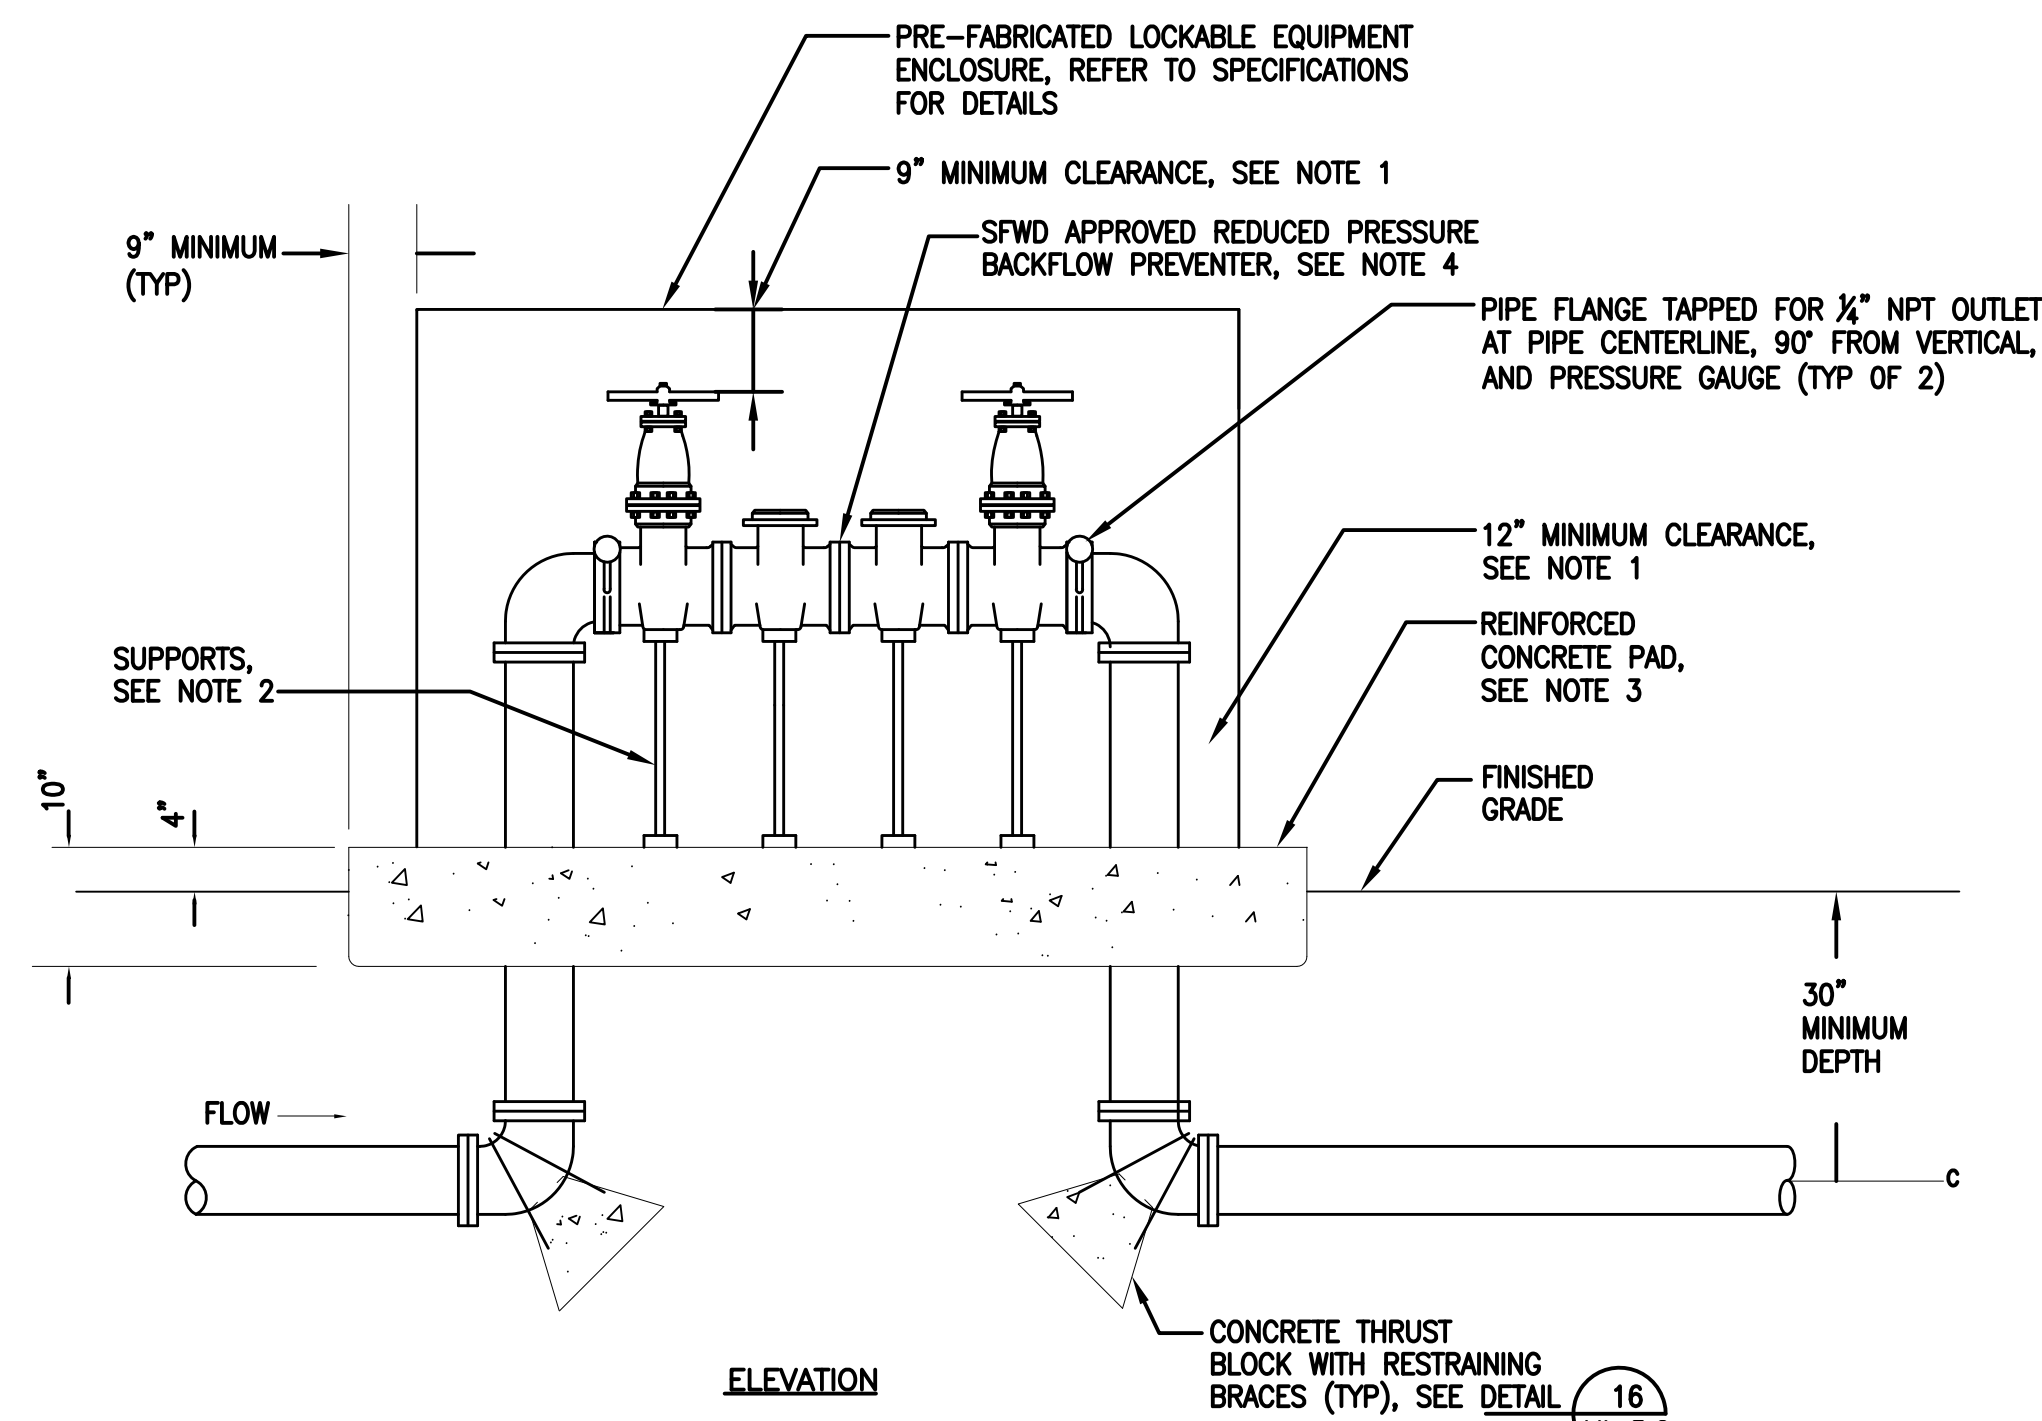 PRE-FABRICATED LOCKABLE EQUIPMENT
ENCLOSURE, REFER TO SPECIFICATIONS
FOR DETAILS
9" MINIMUM CLEARANCE, SEE NOTE 1
SFWD APPROVED REDUCED PRESSURE
BACKFLOW PREVENTER, SEE NOTE 4
9" MINIMUM
(TYP)
PIPE FLANGE TAPPED FOR ¼" NPT OUTLET
AT PIPE CENTERLINE, 90° FROM VERTICAL,
AND PRESSURE GAUGE (TYP OF 2)
12" MINIMUM CLEARANCE,
SEE NOTE 1
REINFORCED
CONCRETE PAD,
SEE NOTE 3
SUPPORTS,
SEE NOTE 2
FINISHED
GRADE
10"
4"
30"
MINIMUM
DEPTH
FLOW
C
CONCRETE THRUST
BLOCK WITH RESTRAINING
BRACES (TYP), SEE DETAIL 16
ELEVATION